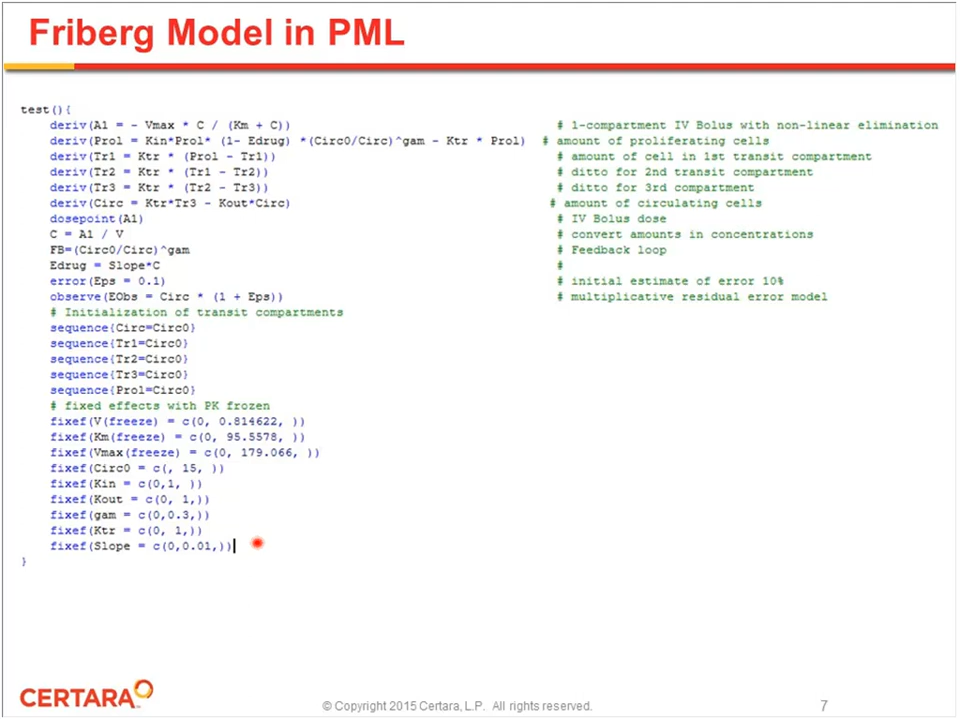 Friberg Model in PML
test(){
deriv(A1 = - Vmax * C / (Km + C)) # 1-compartment IV Bolus with non-linear elimination
deriv(Prol = Kin*Prol* (1- Edrug) *(Circ0/Circ)^gam - Ktr * Prol) # amount of proliferating cells
deriv(Tr1 = Ktr * (Prol - Tr1)) # amount of cell in 1st transit compartment
deriv(Tr2 = Ktr * (Tr1 - Tr2)) # ditto for 2nd transit compartment
deriv(Tr3 = Ktr * (Tr2 - Tr3)) # ditto for 3rd compartment
deriv(Circ = Ktr*Tr3 - Kout*Circ) # amount of circulating cells
dosepoint(A1) # IV Bolus dose
C = A1 / V # convert amounts in concentrations
FB=(Circ0/Circ)^gam # Feedback loop
Edrug = Slope*C #
error(Eps = 0.1) # initial estimate of error 10%
observe(EObs = Circ * (1 + Eps)) # multiplicative residual error model
# Initialization of transit compartments
sequence{Circ=Circ0}
sequence{Tr1=Circ0}
sequence{Tr2=Circ0}
sequence{Tr3=Circ0}
sequence{Prol=Circ0}
# fixed effects with PK frozen
fixef(V(freeze) = c(0, 0.814622, ))
fixef(Km(freeze) = c(0, 95.5578, ))
fixef(Vmax(freeze) = c(0, 179.066, ))
fixef(Circ0 = c(, 15, ))
fixef(Kin = c(0,1, ))
fixef(Kout = c(0, 1,))
fixef(gam = c(0,0.3,))
fixef(Ktr = c(0, 1,))
fixef(Slope = c(0,0.01,))
}
CERTARA
© Copyright 2015 Certara, L.P. All rights reserved.
7